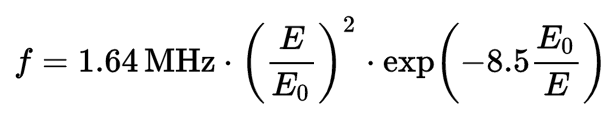 f = 1.64 MHz · (E/E₀)² · exp(−8.5 E₀/E)